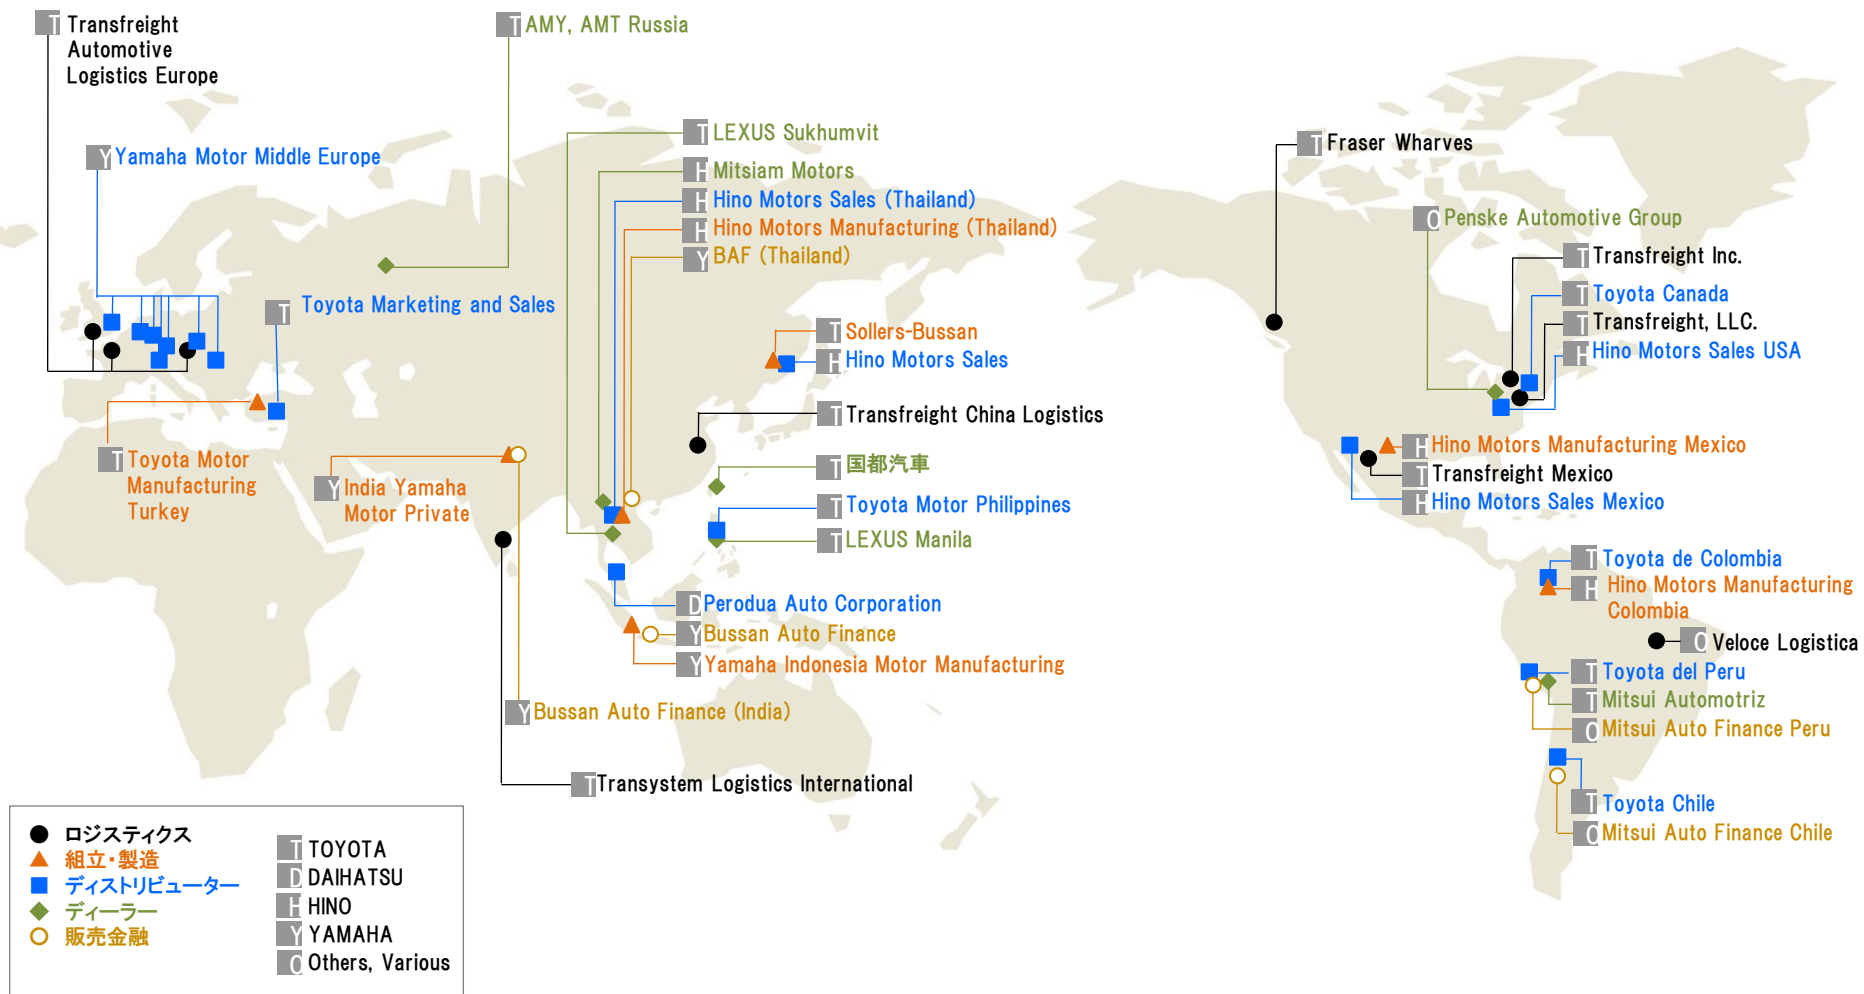 T Transfreight
Automotive
Logistics Europe
T AMY, AMT Russia
Y Yamaha Motor Middle Europe
T Toyota Marketing and Sales
T Toyota Motor
Manufacturing
Turkey
Y India Yamaha
Motor Private
T LEXUS Sukhumvit
H Mitsiam Motors
H Hino Motors Sales (Thailand)
H Hino Motors Manufacturing (Thailand)
Y BAF (Thailand)
T Sollers-Bussan
H Hino Motors Sales
T Transfreight China Logistics
T 国都汽車
T Toyota Motor Philippines
T LEXUS Manila
D Perodua Auto Corporation
Y Bussan Auto Finance
Y Yamaha Indonesia Motor Manufacturing
Y Bussan Auto Finance (India)
T Transystem Logistics International
T Fraser Wharves
O Penske Automotive Group
T Transfreight Inc.
T Toyota Canada
T Transfreight, LLC.
H Hino Motors Sales USA
H Hino Motors Manufacturing Mexico
T Transfreight Mexico
H Hino Motors Sales Mexico
T Toyota de Colombia
H Hino Motors Manufacturing
Colombia
O Veloce Logistica
T Toyota del Peru
T Mitsui Automotriz
O Mitsui Auto Finance Peru
T Toyota Chile
O Mitsui Auto Finance Chile
ロジスティクス
組立・製造
ディストリビューター
ディーラー
販売金融
T TOYOTA
D DAIHATSU
H HINO
Y YAMAHA
O Others, Various